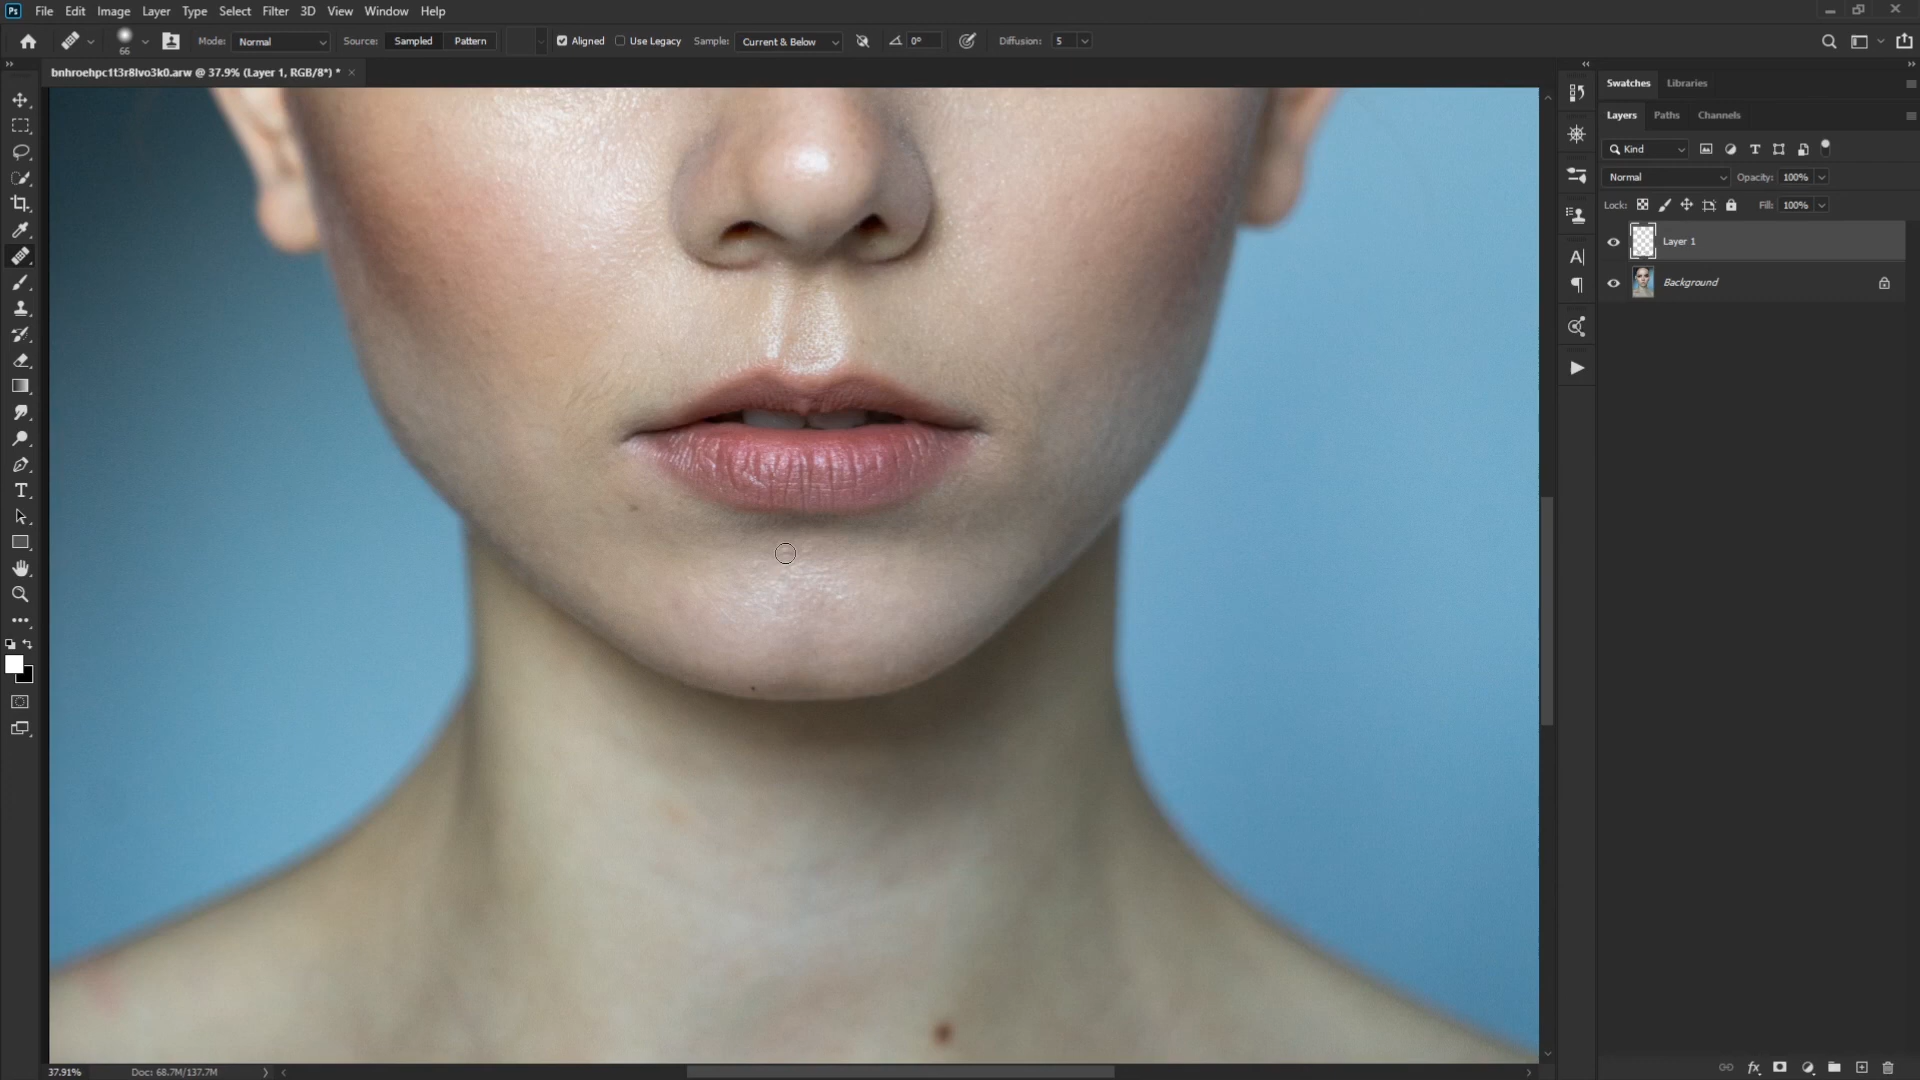 Ps File Edit Image Layer Type Select Filter 3D View Window Help
66 Mode: Normal Source: Sampled Pattern Aligned Use Legacy Sample: Current & Below 0° Diffusion: 5
bnhroehpc1t3r8lvo3k0.arw @ 37.9% (Layer 1, RGB/8*) * ×
Swatches Libraries
Layers Paths Channels
Kind
Normal Opacity: 100%
Lock: Fill: 100%
Layer 1
Background
37.91% Doc: 68.7M/137.7M